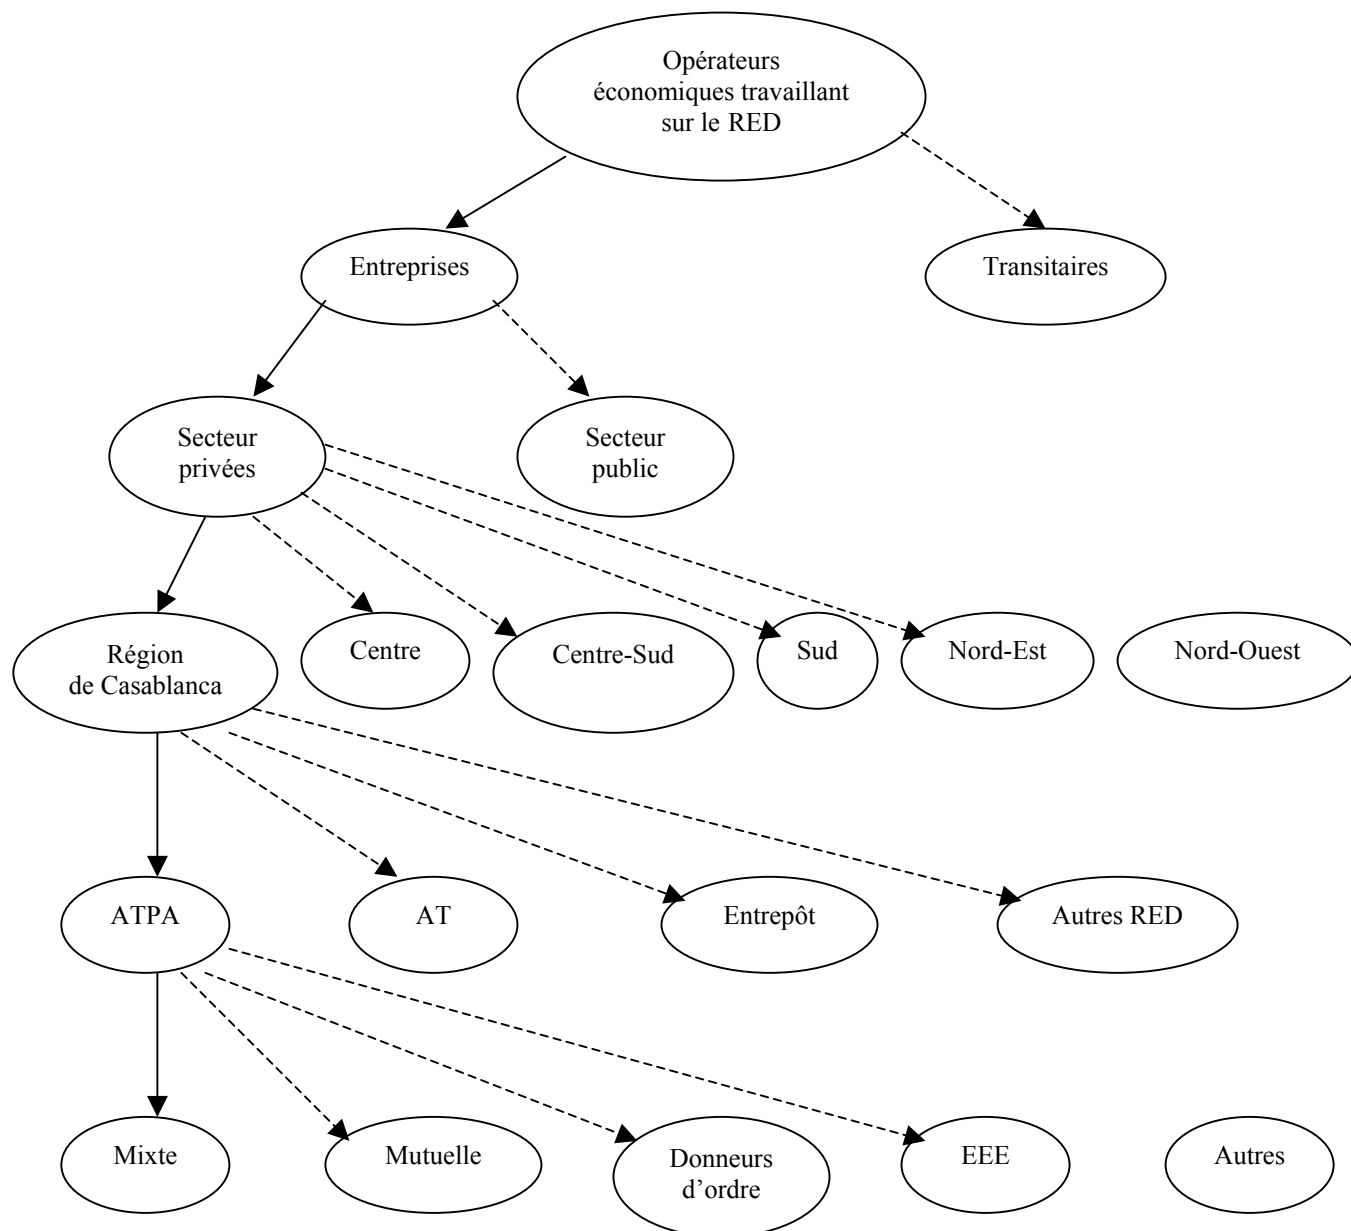 Opérateurs
économiques travaillant
sur le RED
Entreprises
Transitaires
Secteur
privées
Secteur
public
Région
de Casablanca
Centre
Centre-Sud
Sud
Nord-Est
Nord-Ouest
ATPA
AT
Entrepôt
Autres RED
Mixte
Mutuelle
Donneurs
d’ordre
EEE
Autres